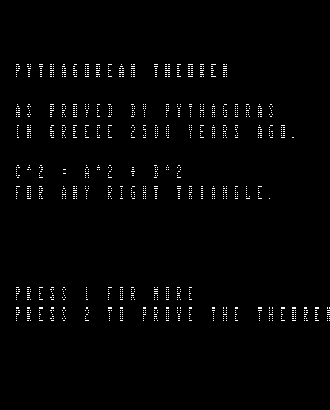 PYTHAGOREAN THEOREM
AS PROVED BY PYTHAGORAS
IN GREECE 2500 YEARS AGO.
C^2 = A^2 + B^2
FOR ANY RIGHT TRIANGLE.
PRESS 1 FOR MORE
PRESS 2 TO PROVE THE THEOREM